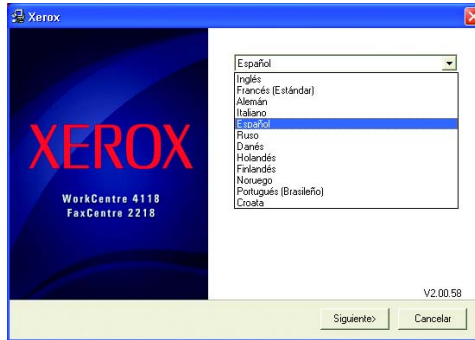 Xerox
Español
Inglés
Francés (Estándar)
Alemán
Italiano
Español
Ruso
Danés
Holandés
Finlandés
Noruego
Portugués (Brasileño)
Croata
XEROX
WorkCentre 4118
FaxCentre 2218
V2.00.58
Siguiente>
Cancelar